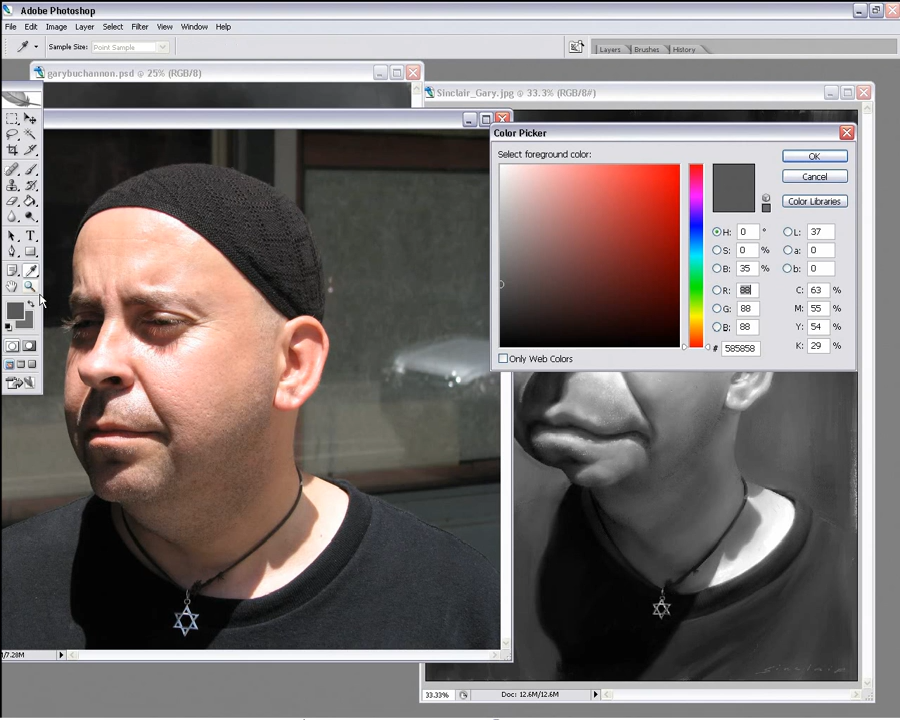 Adobe Photoshop
File Edit Image Layer Select Filter View Window Help
Sample Size: Point Sample
Layers Brushes History
garybuchannon.psd @ 25% (RGB/8)
Sinclair_Gary.jpg @ 33.3% (RGB/8#)
Color Picker
Select foreground color:
OK
Cancel
Color Libraries
H: 0 ° L: 37
S: 0 % a: 0
B: 35 % b: 0
R: 88 C: 63 %
G: 88 M: 55 %
B: 88 Y: 54 %
# 585858 K: 29 %
Only Web Colors
T
/7.28M
sinclair
33.33% Doc: 12.6M/12.6M